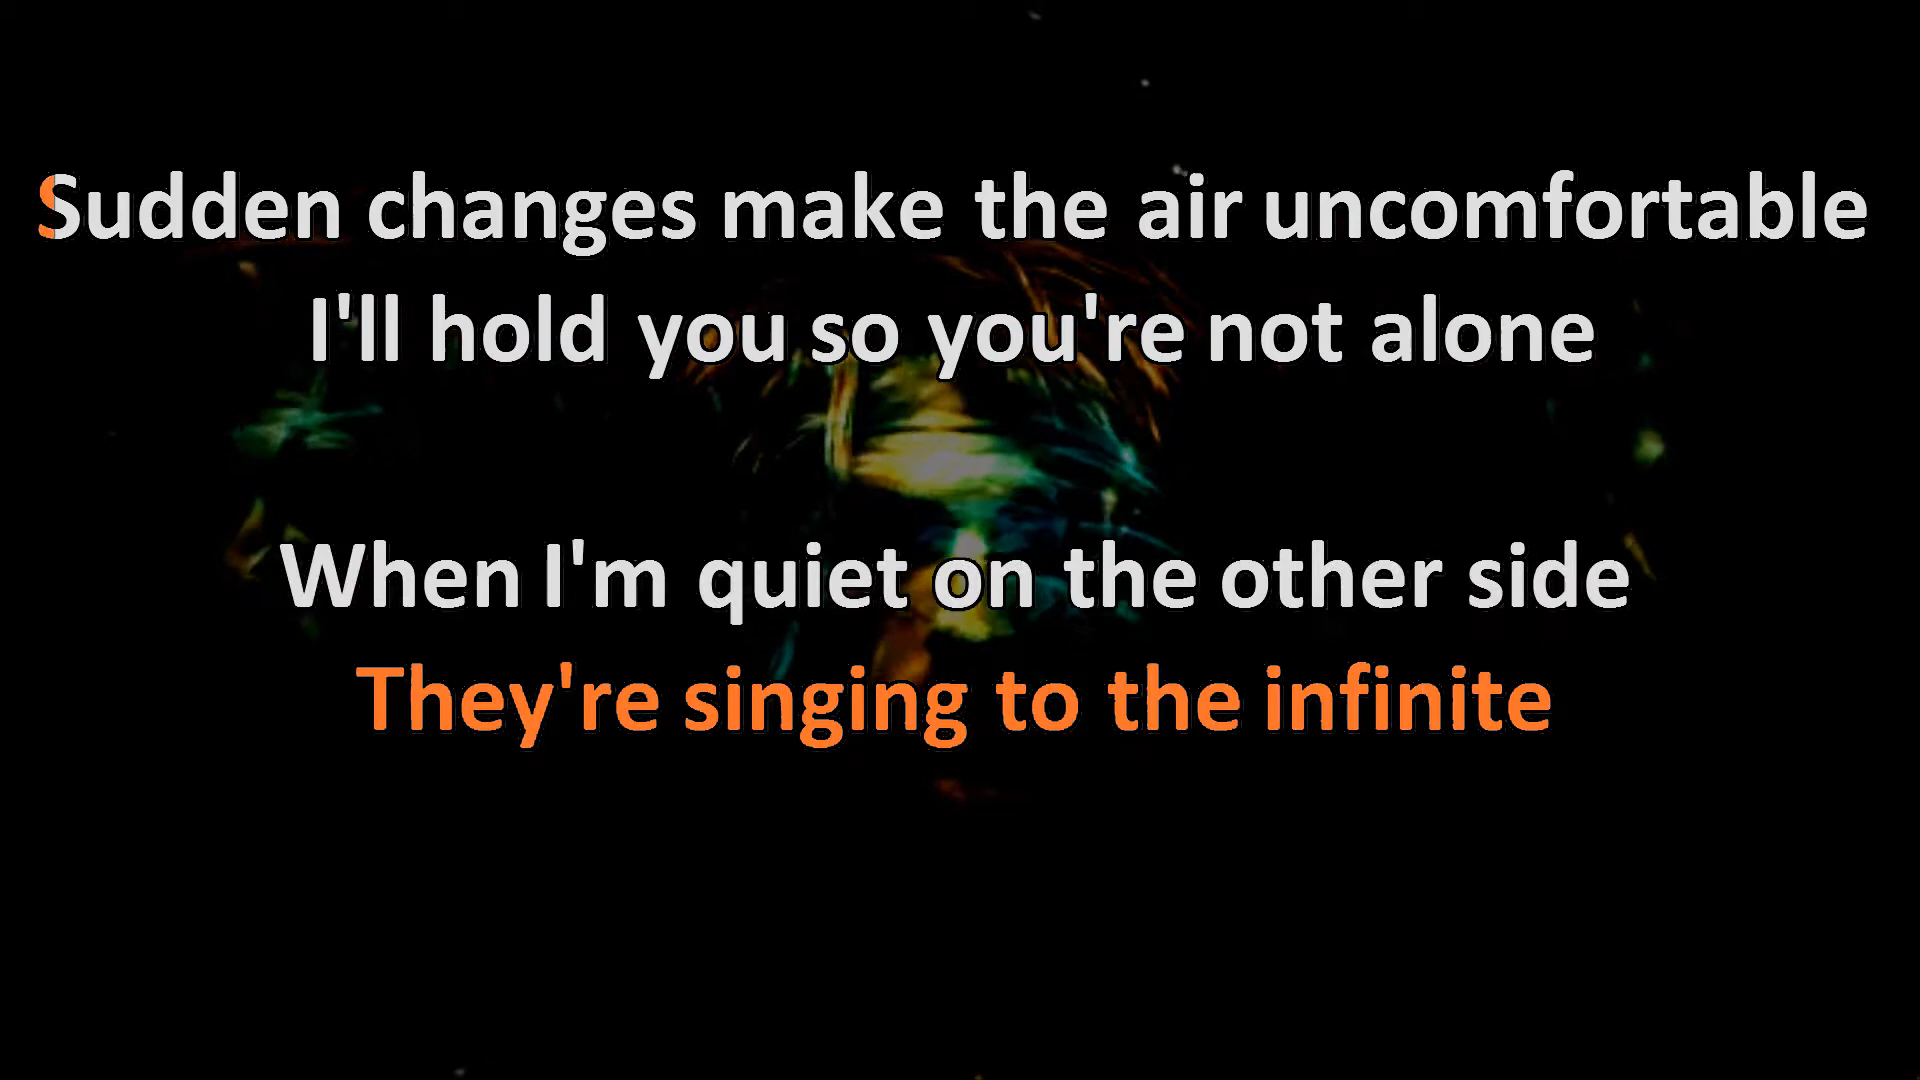 Sudden changes make the air uncomfortable
I'll hold you so you're not alone
When I'm quiet on the other side
They're singing to the infinite